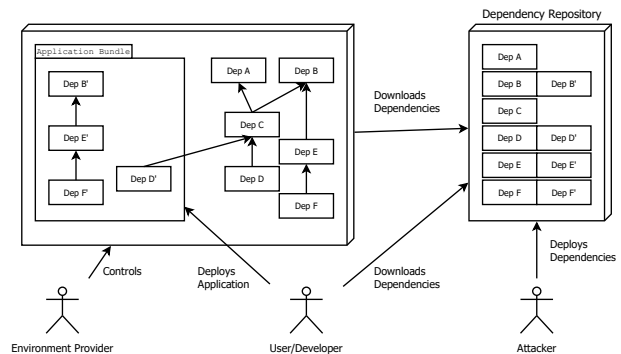 Dependency Repository
Application Bundle
Dep B'
Dep E'
Dep F'
Dep D'
Dep A
Dep B
Dep C
Dep E
Dep D
Dep F
Downloads
Dependencies
Dep A
Dep B
Dep B'
Dep C
Dep D
Dep D'
Dep E
Dep E'
Dep F
Dep F'
Controls
Deploys
Application
Downloads
Dependencies
Deploys
Dependencies
Environment Provider
User/Developer
Attacker